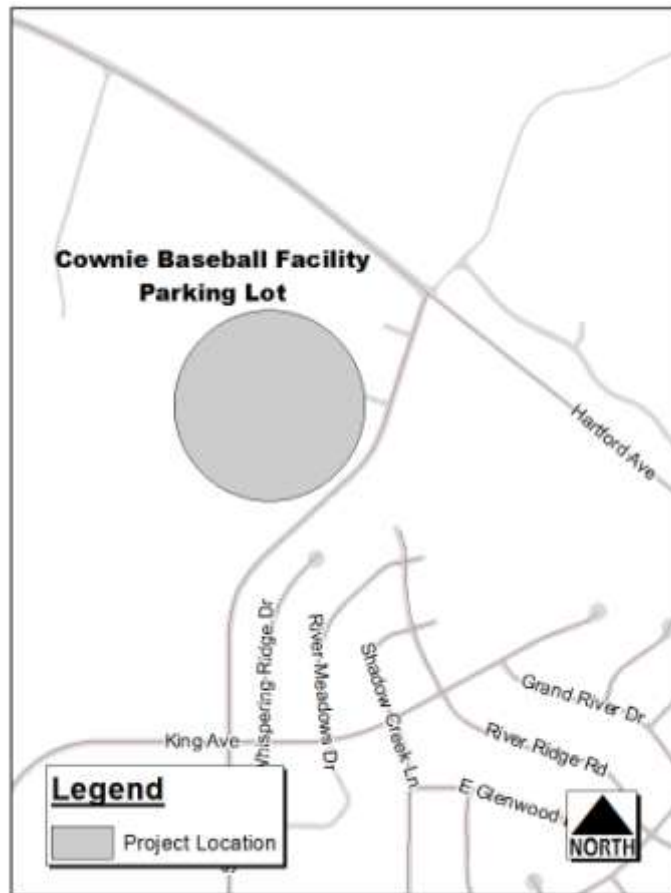 Cownie Baseball Facility
Parking Lot
Hartford Ave
Whispering Ridge Dr
River Meadows Dr
Shadow Creek Ln
Grand River Dr
King Ave
River Ridge Rd
E Glenwood
Legend
Project Location
NORTH